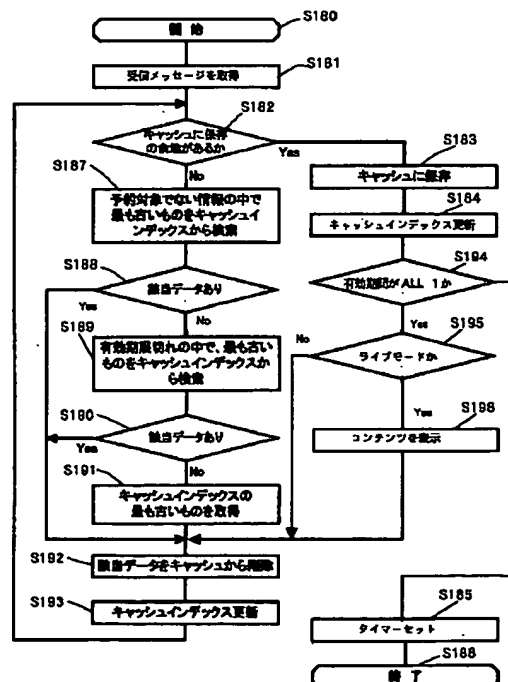 S180
開 始
S181
受信メッセージを取得
S182
キャッシュに保存
の余地があるか
Yes
No
S183
キャッシュに保存
S184
キャッシュインデックス更新
S187
予約対象でない情報の中で
最も古いものをキャッシュイ
ンデックスから検索
S194
有効期間がALL 1か
Yes
S188
該当データあり
Yes
No
S195
ライブモードか
No
Yes
S189
有効期限切れの中で、最も古い
ものをキャッシュインデックスか
ら検索
S198
コンテンツを表示
S190
該当データあり
Yes
No
S191
キャッシュインデックスの
最も古いものを取得
S192
該当データをキャッシュから削除
S193
キャッシュインデックス更新
S185
タイマーセット
S188
終 了